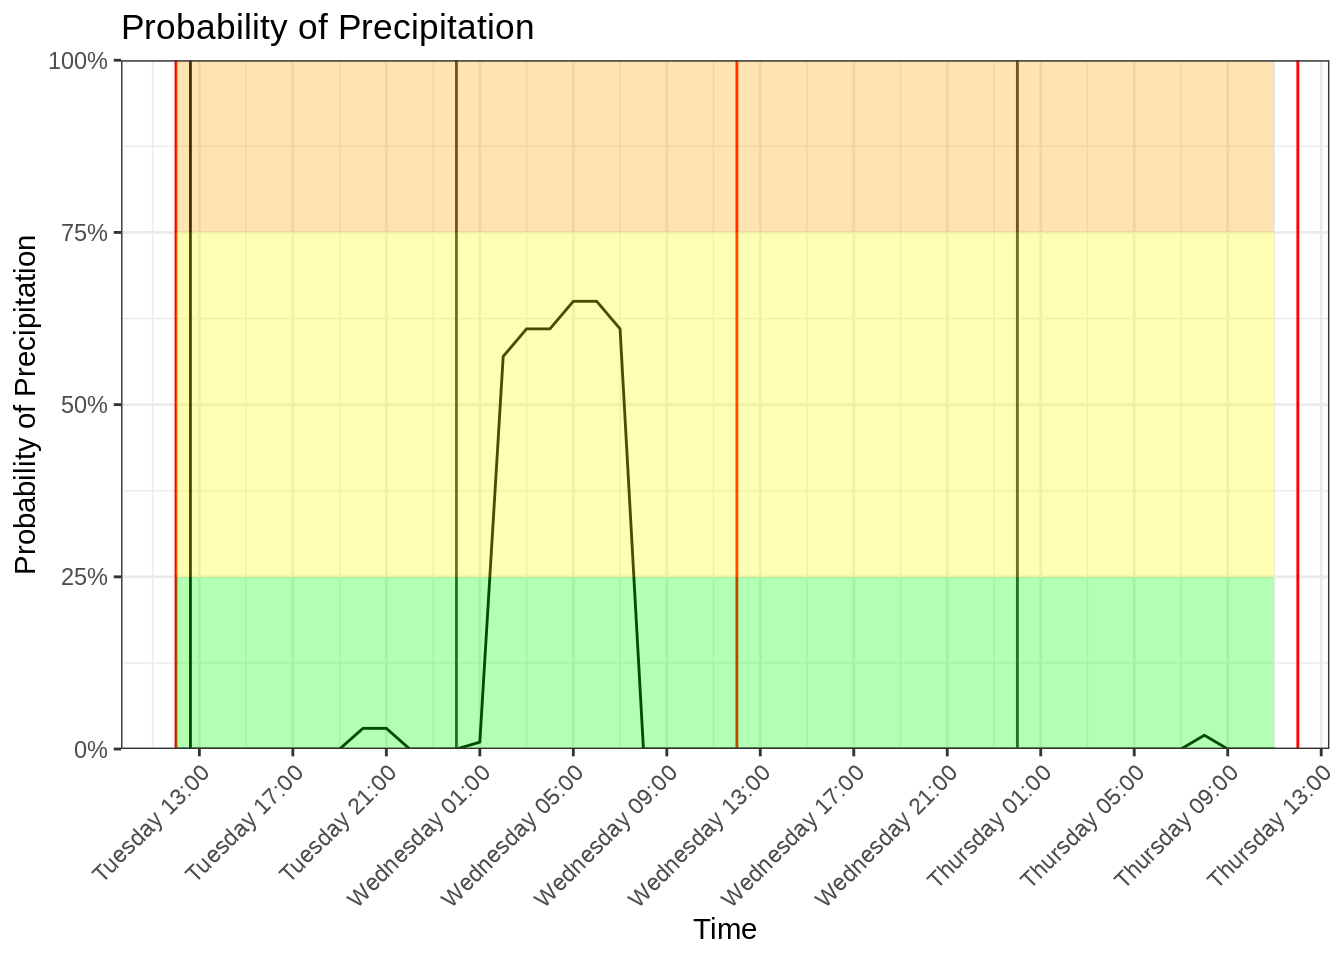 Probability of Precipitation
Probability of Precipitation
100%
75%
50%
25%
0%
Tuesday 13:00
Tuesday 17:00
Tuesday 21:00
Wednesday 01:00
Wednesday 05:00
Wednesday 09:00
Wednesday 13:00
Wednesday 17:00
Wednesday 21:00
Thursday 01:00
Thursday 05:00
Thursday 09:00
Thursday 13:00
Time